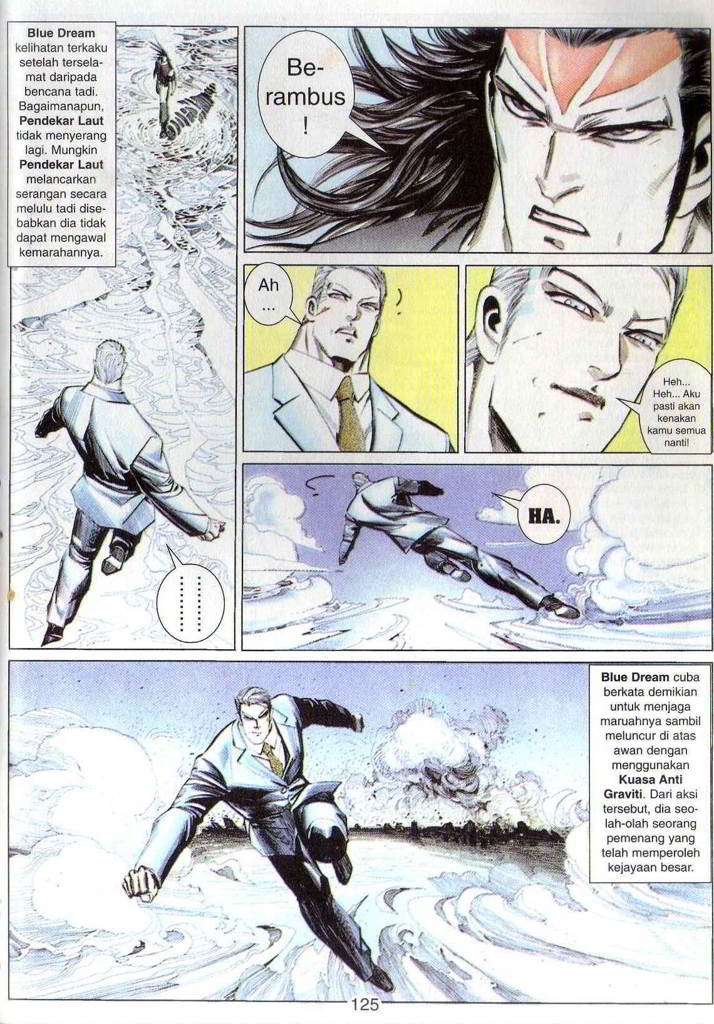 Blue Dream
kelihatan terkaku
setelah tersela-
mat daripada
bencana tadi.
Bagaimanapun,
Pendekar Laut
tidak menyerang
lagi. Mungkin
Pendekar Laut
melancarkan
serangan secara
melulu tadi dise-
babkan dia tidak
dapat mengawal
kemarahannya.
Be-
rambus
!
Ah
...
Heh...
Heh... Aku
pasti akan
kenakan
kamu semua
nanti!
HA.
Blue Dream cuba
berkata demikian
untuk menjaga
maruahnya sambil
meluncur di atas
awan dengan
menggunakan
Kuasa Anti
Graviti. Dari aksi
tersebut, dia seo-
lah-olah seorang
pemenang yang
telah memperoleh
kejayaan besar.
125